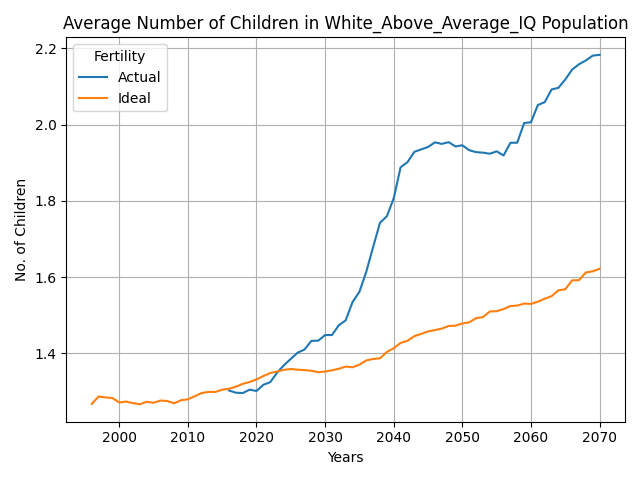 Average Number of Children in White_Above_Average_IQ Population
Fertility
Actual
Ideal
2.2
2.0
1.8
1.6
1.4
No. of Children
2000 2010 2020 2030 2040 2050 2060 2070
Years